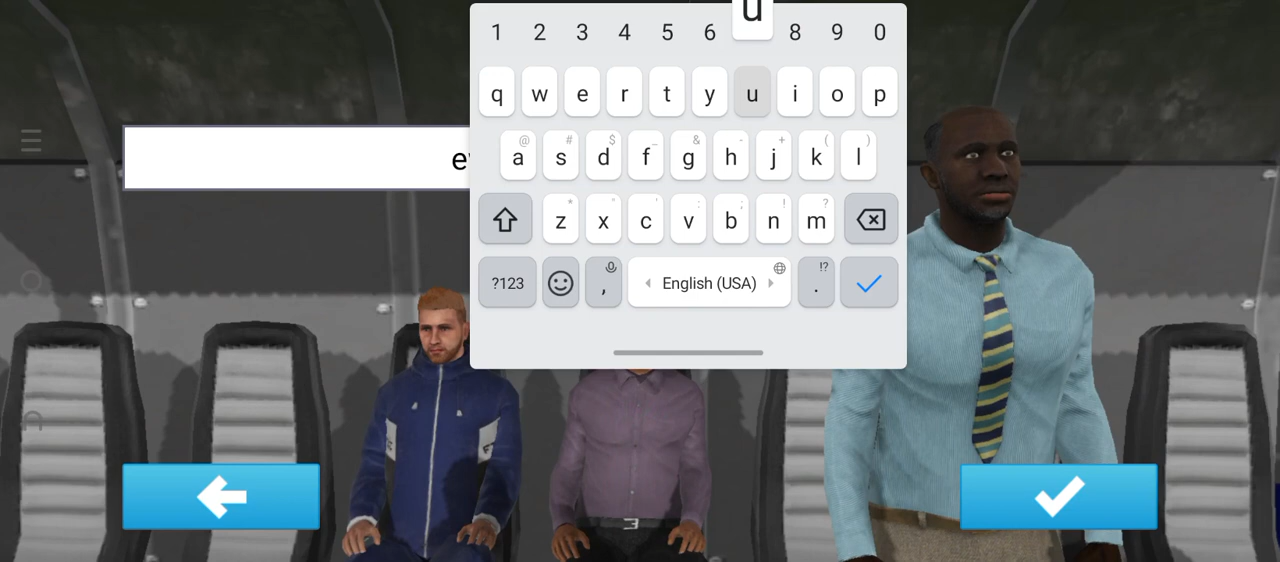 u
1 2 3 4 5 6 8 9 0
q w e r t y u i o p
@ # $ _ & - + ( )
a s d f g h j k l
* " ' : ; ! ?
z x c v b n m
?123 , English (USA) !? .